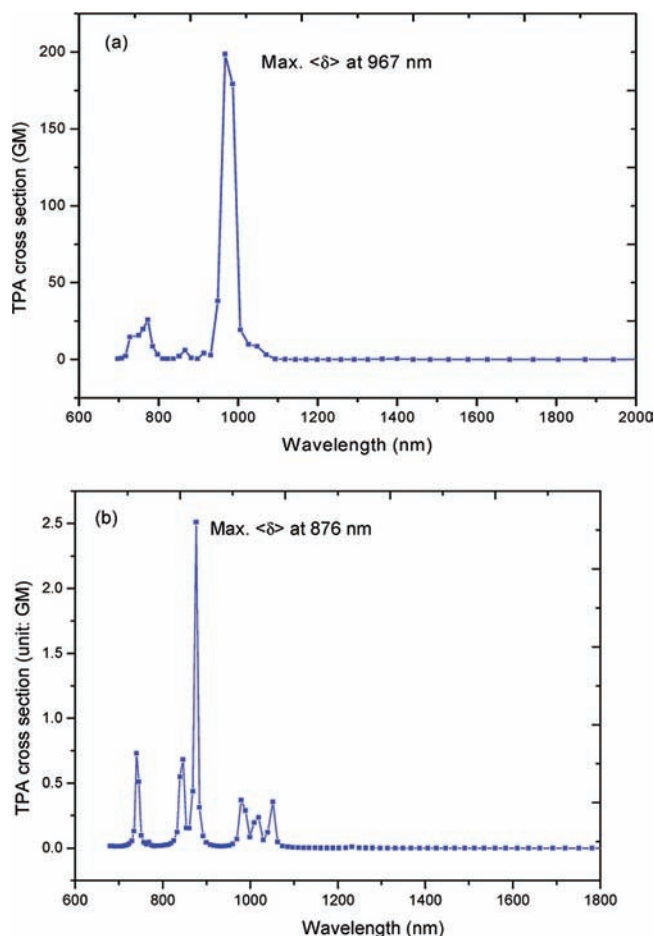 (a)
Max. <δ> at 967 nm
TPA cross section (GM)
200
150
100
50
0
600 800 1000 1200 1400 1600 1800 2000
Wavelength (nm)
(b)
Max. <δ> at 876 nm
TPA cross section (unit: GM)
2.5
2.0
1.5
1.0
0.5
0.0
600 800 1000 1200 1400 1600 1800
Wavelength (nm)